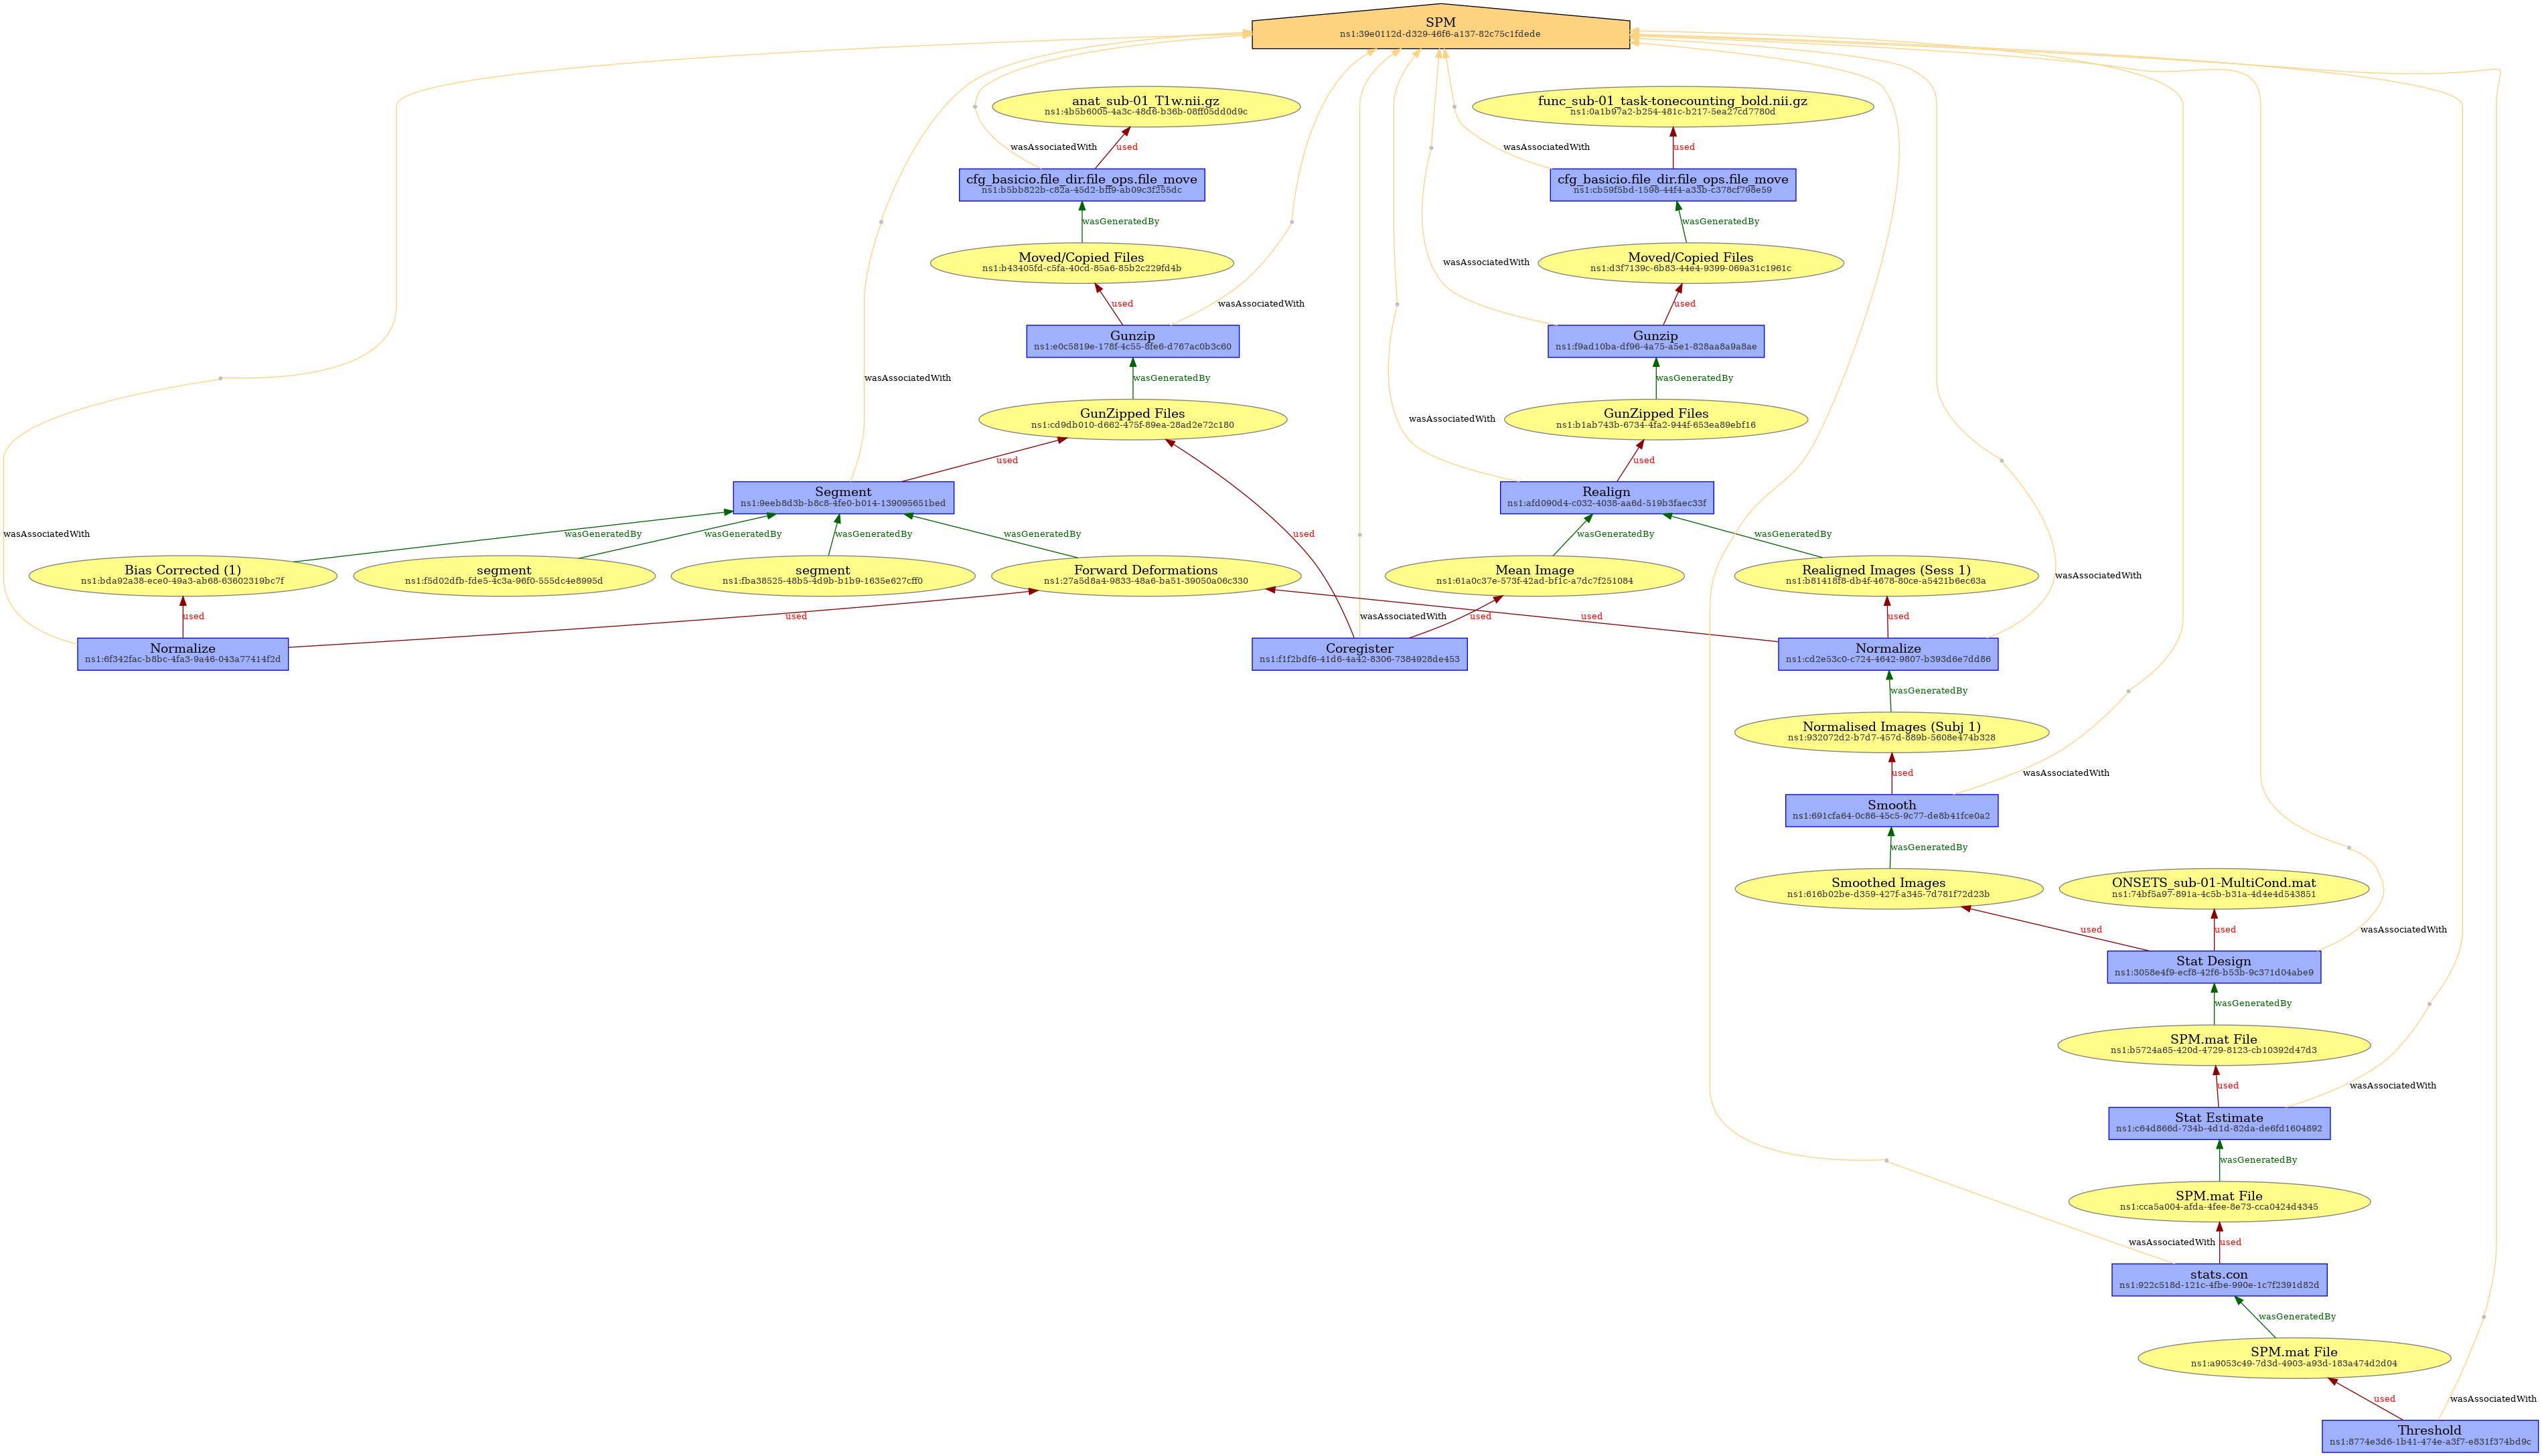 SPM
ns1:39e0112d-d329-46f6-a137-82c75c1fdede
anat_sub-01_T1w.nii.gz
ns1:4b5b6005-4a3c-48d6-b36b-08ff05dd0d9c
func_sub-01_task-tonecounting_bold.nii.gz
ns1:0a1b97a2-b254-481c-b217-5ea27cd7780d
wasAssociatedWith
used
wasAssociatedWith
used
cfg_basicio.file_dir.file_ops.file_move
ns1:b5bb822b-c82a-45d2-bff9-ab09c3f255dc
cfg_basicio.file_dir.file_ops.file_move
ns1:cb59f5bd-1598-44f4-a33b-c378cf798e59
wasGeneratedBy
wasGeneratedBy
Moved/Copied Files
ns1:b43405fd-c5fa-40cd-85a6-85b2c229fd4b
Moved/Copied Files
ns1:d3f7139c-6b83-44e4-9399-069a31c1961c
wasAssociatedWith
used
wasAssociatedWith
used
Gunzip
ns1:e0c5819e-178f-4c55-8fe6-d767ac0b3c60
Gunzip
ns1:f9ad10ba-df96-4a75-a5e1-828aa8a9a8ae
wasAssociatedWith
wasGeneratedBy
wasGeneratedBy
GunZipped Files
ns1:cd9db010-d662-475f-89ea-28ad2e72c180
GunZipped Files
ns1:b1ab743b-6734-4fa2-944f-653ea89ebf16
wasAssociatedWith
used
used
Segment
ns1:9eeb8d3b-b8c8-4fe0-b014-139095651bed
Realign
ns1:afd090d4-c032-4038-aa6d-519b3faec33f
wasAssociatedWith
wasGeneratedBy
wasGeneratedBy
wasGeneratedBy
wasGeneratedBy
used
wasGeneratedBy
wasGeneratedBy
Bias Corrected (1)
ns1:bda92a38-ece0-49a3-ab68-63602319bc7f
segment
ns1:f5d02dfb-fde5-4c3a-96f0-555dc4e8995d
segment
ns1:fba38525-48b5-4d9b-b1b9-1635e627cff0
Forward Deformations
ns1:27a5d8a4-9833-48a6-ba51-39050a06c330
Mean Image
ns1:61a0c37e-573f-42ad-bf1c-a7dc7f251084
Realigned Images (Sess 1)
ns1:b81418f8-db4f-4678-80ce-a5421b6ec63a
wasAssociatedWith
used
used
wasAssociatedWith
used
used
used
Normalize
ns1:6f342fac-b8bc-4fa3-9a46-043a77414f2d
Coregister
ns1:f1f2bdf6-41d6-4a42-8306-7384928de453
Normalize
ns1:cd2e53c0-c724-4642-9807-b393d6e7dd86
wasGeneratedBy
Normalised Images (Subj 1)
ns1:932072d2-b7d7-457d-889b-5608e474b328
used
wasAssociatedWith
Smooth
ns1:691cfa64-0c86-45c5-9c77-de8b41fce0a2
wasGeneratedBy
Smoothed Images
ns1:616b02be-d359-427f-a345-7d781f72d23b
ONSETS_sub-01-MultiCond.mat
ns1:74bf5a97-891a-4c5b-b31a-4d4e4d543851
used
used
wasAssociatedWith
Stat Design
ns1:3058e4f9-ecf8-42f6-b53b-9c371d04abe9
wasGeneratedBy
SPM.mat File
ns1:b5724a65-420d-4729-8123-cb10392d47d3
used
wasAssociatedWith
Stat Estimate
ns1:c64d866d-734b-4d1d-82da-de6fd1604892
wasGeneratedBy
SPM.mat File
ns1:cca5a004-afda-4fee-8e73-cca0424d4345
wasAssociatedWith
used
stats.con
ns1:922c518d-121c-4fbe-990e-1c7f2391d82d
wasGeneratedBy
SPM.mat File
ns1:a9053c49-7d3d-4903-a93d-183a474d2d04
used
wasAssociatedWith
Threshold
ns1:8774e3d6-1b41-474e-a3f7-e831f374bd9c